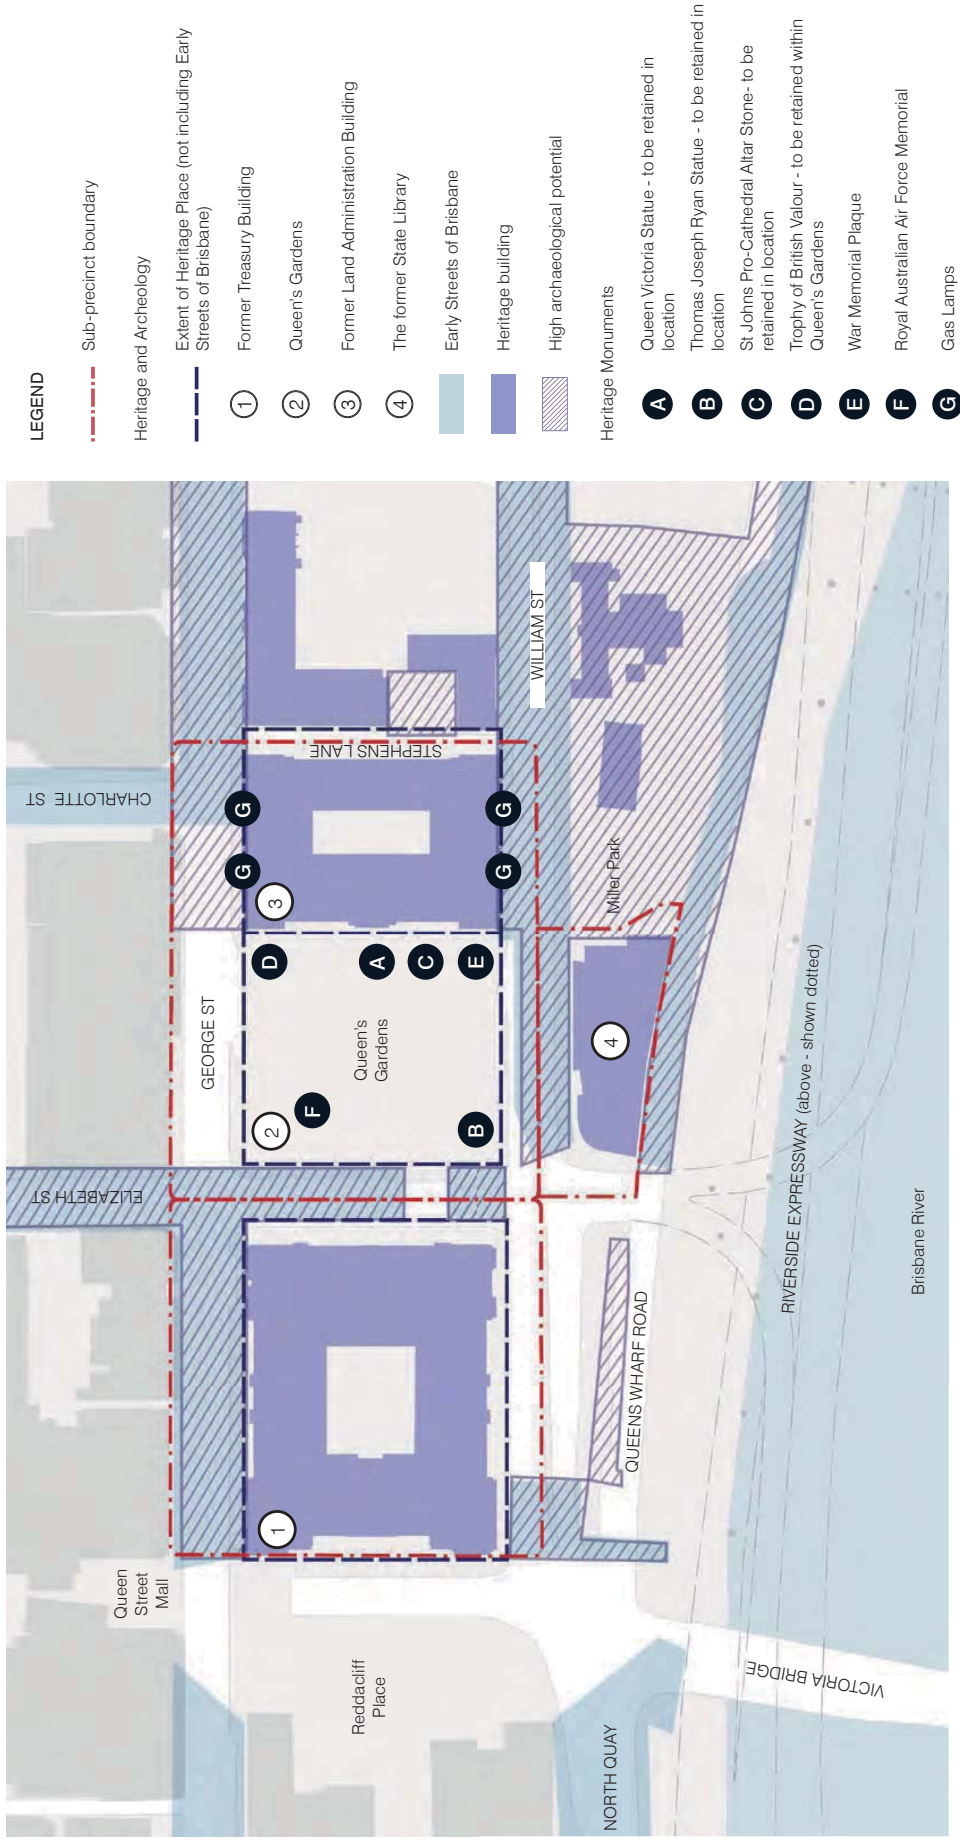 Queen
Street
Mall
Reddacliff
Place
NORTH QUAY
VICTORIA BRIDGE
1
ELIZABETH ST
GEORGE ST
CHARLOTTE ST
2
F
B
Queen's
Gardens
D
A
C
E
3
G
G
G
G
STEPHENS LANE
WILLIAM ST
4
Miller Park
QUEENS WHARF ROAD
RIVERSIDE EXPRESSWAY (above - shown dotted)
Brisbane River
LEGEND
Sub-precinct boundary
Heritage and Archeology
Extent of Heritage Place (not including Early
Streets of Brisbane)
1 Former Treasury Building
2 Queen's Gardens
3 Former Land Administration Building
4 The former State Library
Early Streets of Brisbane
Heritage building
High archaeological potential
Heritage Monuments
A Queen Victoria Statue - to be retained in
location
B Thomas Joseph Ryan Statue - to be retained in
location
C St Johns Pro-Cathedral Altar Stone- to be
retained in location
D Trophy of British Valour - to be retained within
Queen's Gardens
E War Memorial Plaque
F Royal Australian Air Force Memorial
G Gas Lamps